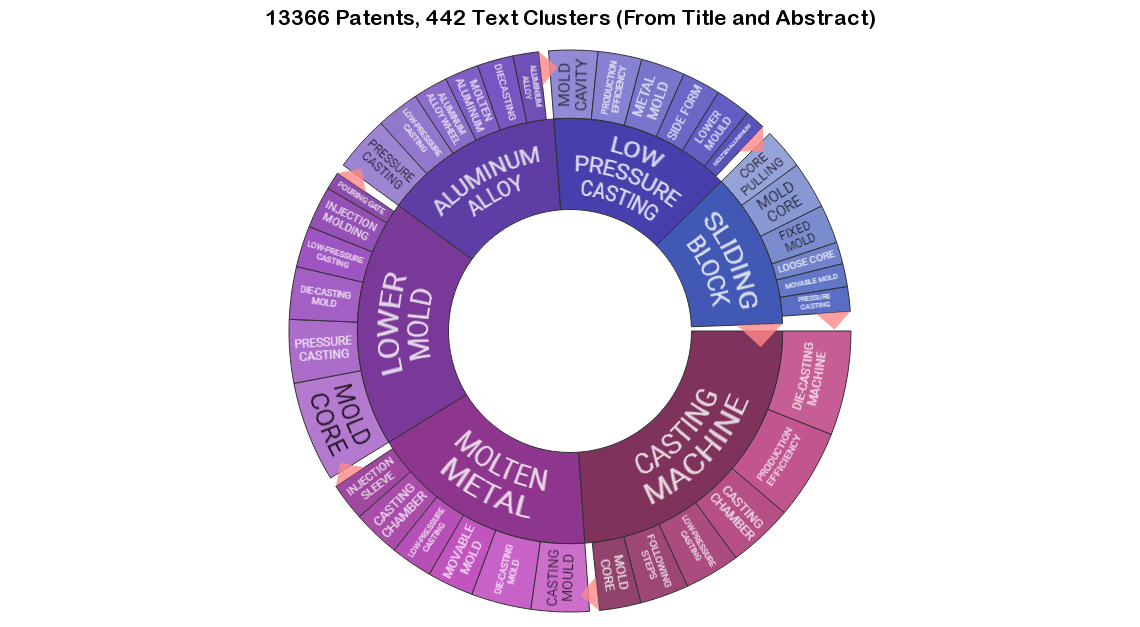 13366 Patents, 442 Text Clusters (From Title and Abstract)
LOW
PRESSURE
CASTING
MOLD
CAVITY
PRODUCTION
EFFICIENCY
METAL
MOLD
SIDE FORM
LOWER
MOULD
MOLTEN ALUMINUM
SLIDING
BLOCK
CORE
PULLING
MOLD
CORE
FIXED
MOLD
LOOSE CORE
MOVABLE MOLD
PRESSURE
CASTING
CASTING
MACHINE
DIE-CASTING
MACHINE
PRODUCTION
EFFICIENCY
CASTING
CHAMBER
LOW-PRESSURE
CASTING
FOLLOWING
STEPS
MOLD
CORE
MOLTEN
METAL
CASTING
MOULD
DIE-CASTING
MOLD
MOVABLE
MOLD
LOW-PRESSURE
CASTING
CASTING
CHAMBER
INJECTION
SLEEVE
LOWER
MOLD
MOLD
CORE
PRESSURE
CASTING
DIE-CASTING
MOLD
LOW-PRESSURE
CASTING
INJECTION
MOLDING
POURING GATE
ALUMINUM
ALLOY
PRESSURE
CASTING
LOW-PRESSURE
CASTING
ALUMINUM
ALLOY WHEEL
MOLTEN
ALUMINUM
DIECASTING
ALUMINIUM
ALLOY